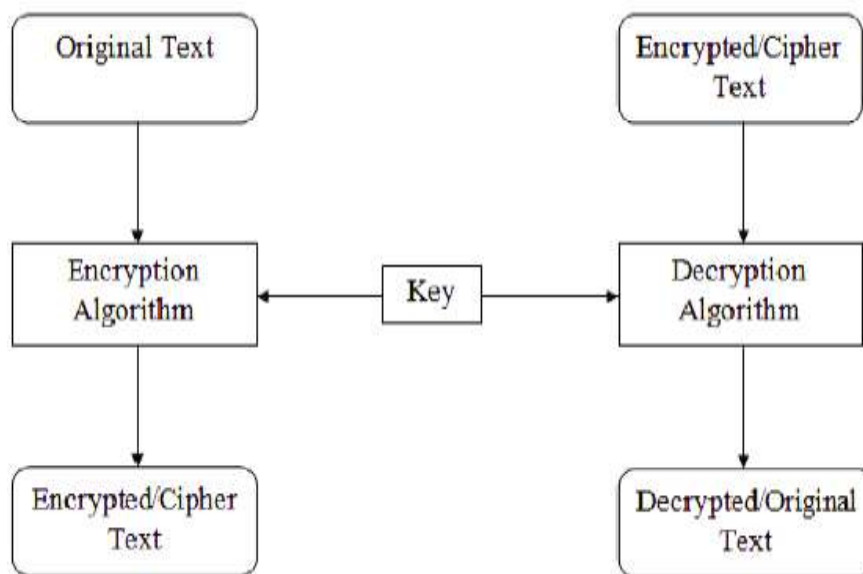 Original Text
Encrypted/Cipher
Text
Encryption
Algorithm
Key
Decryption
Algorithm
Encrypted/Cipher
Text
Decrypted/Original
Text